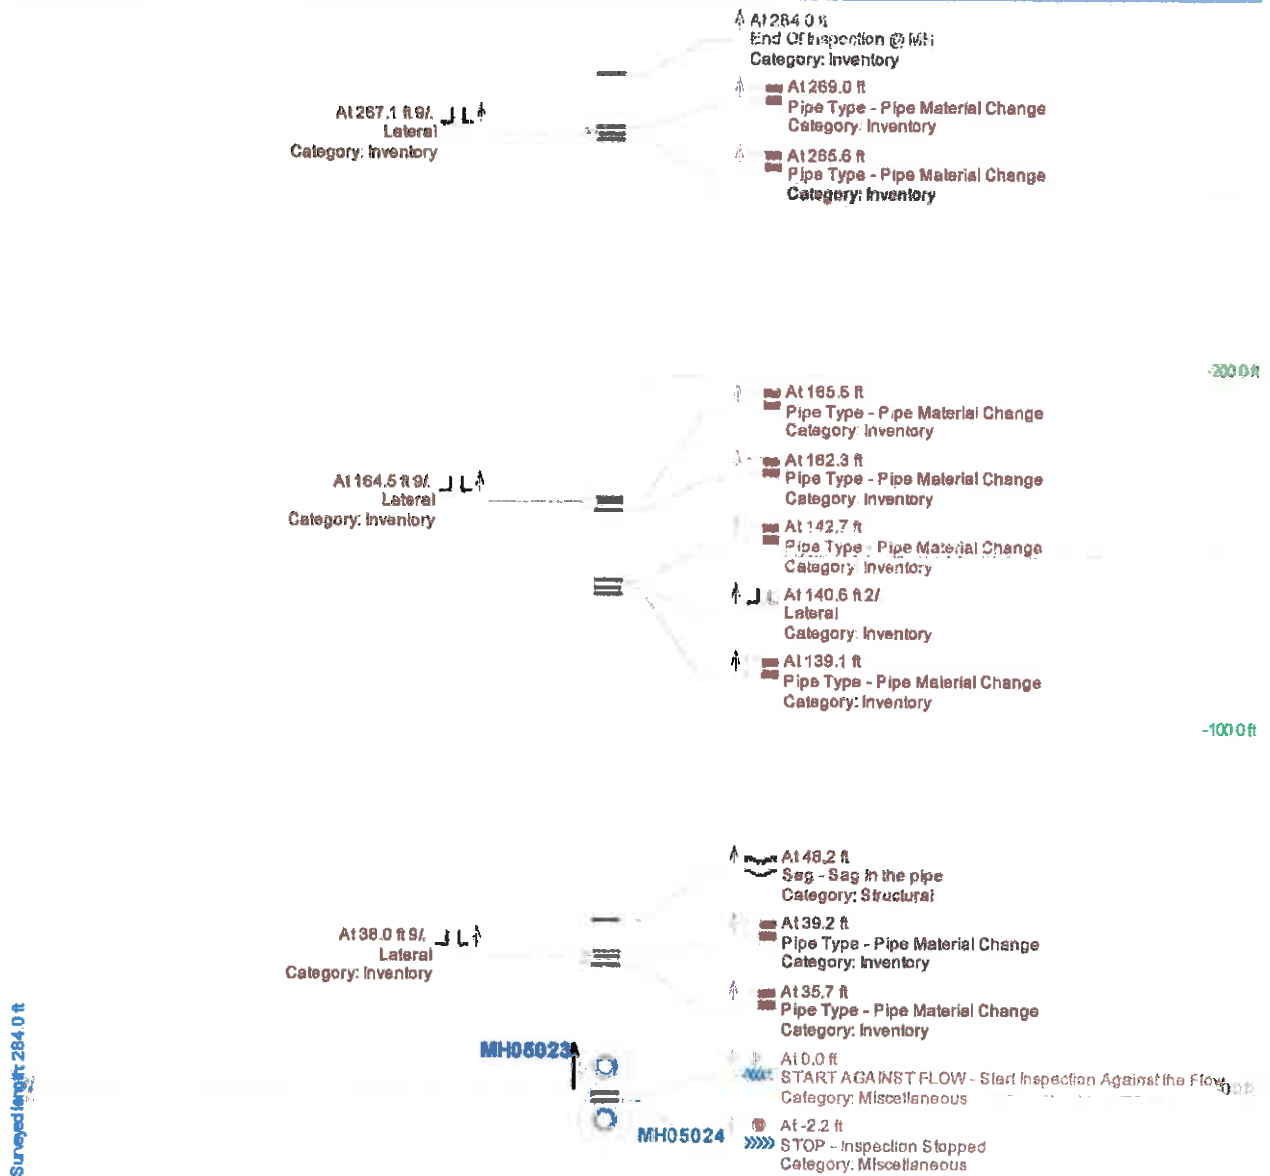 At 284.0 ft
End Of Inspection @ MH
Category: Inventory
At 269.0 ft
Pipe Type - Pipe Material Change
Category: Inventory
At 267.1 ft 9/.
Lateral
Category: Inventory
At 265.6 ft
Pipe Type - Pipe Material Change
Category: Inventory
-200.0 ft
At 165.5 ft
Pipe Type - Pipe Material Change
Category: Inventory
At 164.5 ft 9/.
Lateral
Category: Inventory
At 162.3 ft
Pipe Type - Pipe Material Change
Category: Inventory
At 142.7 ft
Pipe Type - Pipe Material Change
Category: Inventory
At 140.6 ft 2/
Lateral
Category: Inventory
At 139.1 ft
Pipe Type - Pipe Material Change
Category: Inventory
-100.0 ft
At 48.2 ft
Sag - Sag in the pipe
Category: Structural
At 39.2 ft
Pipe Type - Pipe Material Change
Category: Inventory
At 38.0 ft 9/.
Lateral
Category: Inventory
At 35.7 ft
Pipe Type - Pipe Material Change
Category: Inventory
MH05023
At 0.0 ft
START AGAINST FLOW - Start Inspection Against the Flow
Category: Miscellaneous
MH05024
At -2.2 ft
STOP - Inspection Stopped
Category: Miscellaneous
Surveyed length: 284.0 ft